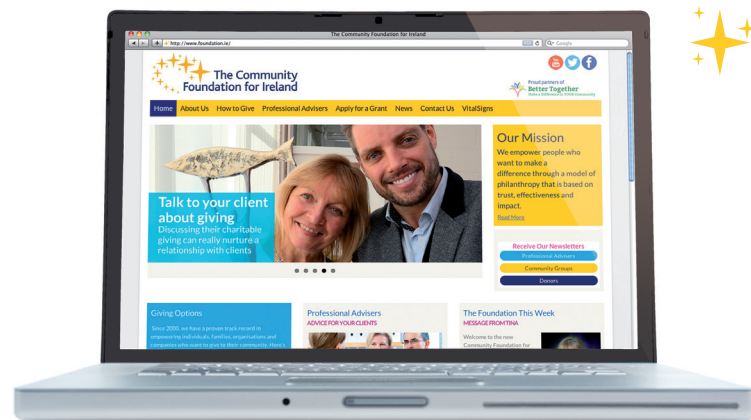 The Community Foundation for Ireland
http://www.foundation.ie/
Google
The Community
Foundation for Ireland
Proud partners of
Better Together
Make a Difference in YOUR Community
Home About Us How to Give Professional Advisers Apply for a Grant News Contact Us VitalSigns
Talk to your client
about giving
Discussing their charitable
giving can really nurture a
relationship with clients
Our Mission
We empower people who
want to make a
difference through a model of
philanthropy that is based on
trust, effectiveness and
impact.
Read More
Receive Our Newsletters
Professional Advisers
Community Groups
Donors
Giving Options
Since 2000, we have a proven track record in
empowering individuals, families, organisations and
companies who want to give to their community. Here's
Professional Advisers
ADVICE FOR YOUR CLIENTS
The Foundation This Week
MESSAGE FROM TINA
Welcome to the new
Community Foundation for